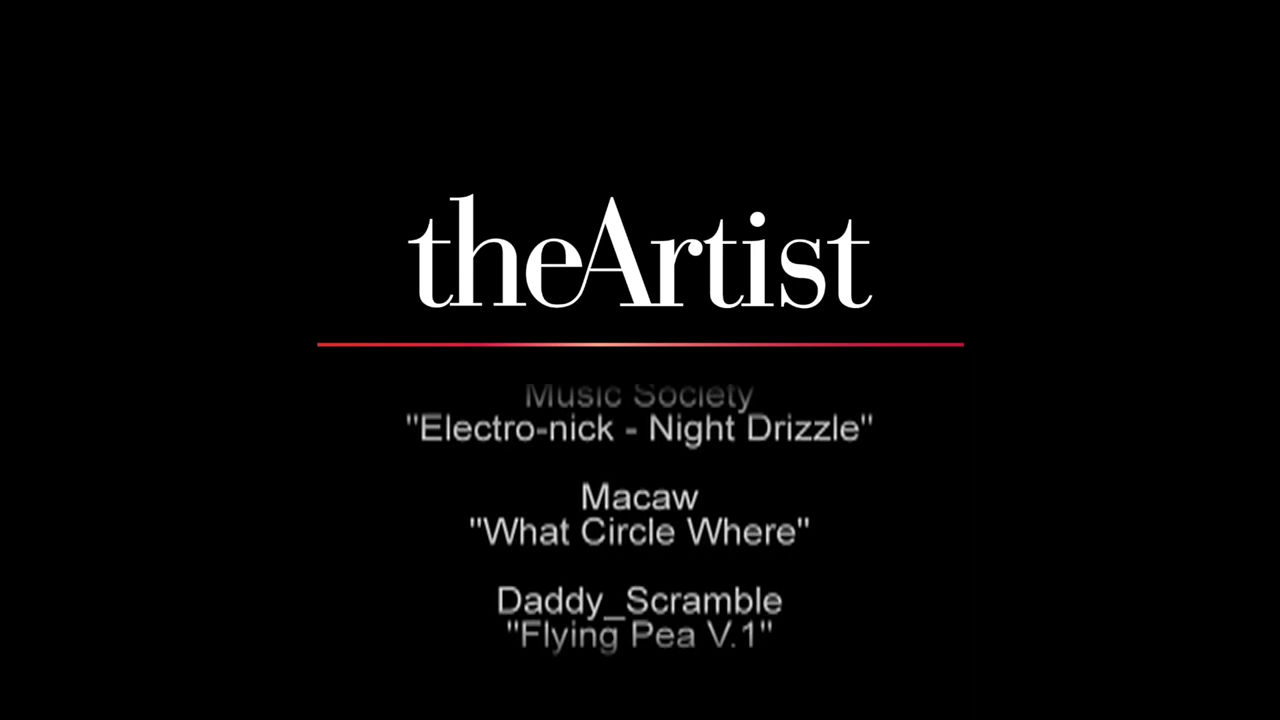 theArtist
Music Society
"Electro-nick - Night Drizzle"
Macaw
"What Circle Where"
Daddy_Scramble
"Flying Pea V.1"